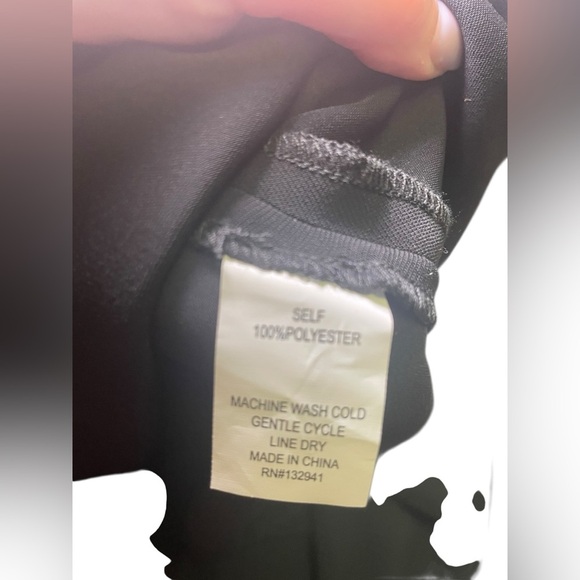 SELF
100%POLYESTER
MACHINE WASH COLD
GENTLE CYCLE
LINE DRY
MADE IN CHINA
RN#132941